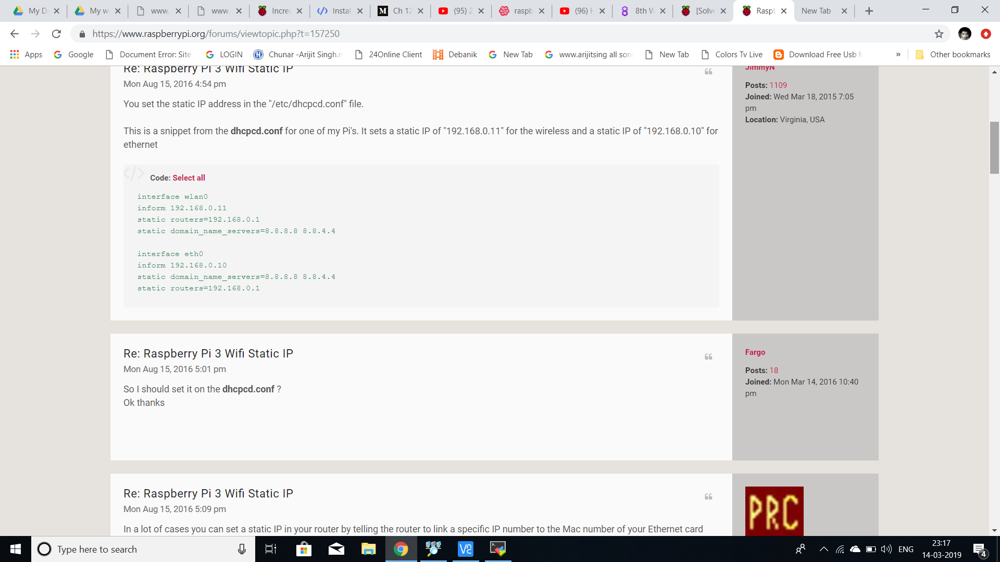 My D
My w
www.
www.
Increa
Instal
M Ch 12
(95) 2
raspb
(96) H
8th W
[Solve
Raspb
New Tab
https://www.raspberrypi.org/forums/viewtopic.php?t=157250
Apps
Google
Document Error: Site
LOGIN
Chunar -Arijit Singh.m
24Online Client
Debanik
New Tab
www.arijitsing all son
New Tab
Colors Tv Live
Download Free Usb M
»
Other bookmarks
Re: Raspberry Pi 3 Wifi Static IP
Mon Aug 15, 2016 4:54 pm
You set the static IP address in the "/etc/dhcpcd.conf" file.
This is a snippet from the dhcpcd.conf for one of my Pi's. It sets a static IP of "192.168.0.11" for the wireless and a static IP of "192.168.0.10" for
ethernet
Code: Select all
interface wlan0
inform 192.168.0.11
static routers=192.168.0.1
static domain_name_servers=8.8.8.8 8.8.4.4
interface eth0
inform 192.168.0.10
static domain_name_servers=8.8.8.8 8.8.4.4
static routers=192.168.0.1
JimmyN
Posts: 1109
Joined: Wed Mar 18, 2015 7:05
pm
Location: Virginia, USA
Re: Raspberry Pi 3 Wifi Static IP
Mon Aug 15, 2016 5:01 pm
So I should set it on the dhcpcd.conf ?
Ok thanks
Fargo
Posts: 18
Joined: Mon Mar 14, 2016 10:40
pm
Re: Raspberry Pi 3 Wifi Static IP
Mon Aug 15, 2016 5:09 pm
In a lot of cases you can set a static IP in your router by telling the router to link a specific IP number to the Mac number of your Ethernet card
PRC
Type here to search
ENG
23:17
14-03-2019
4